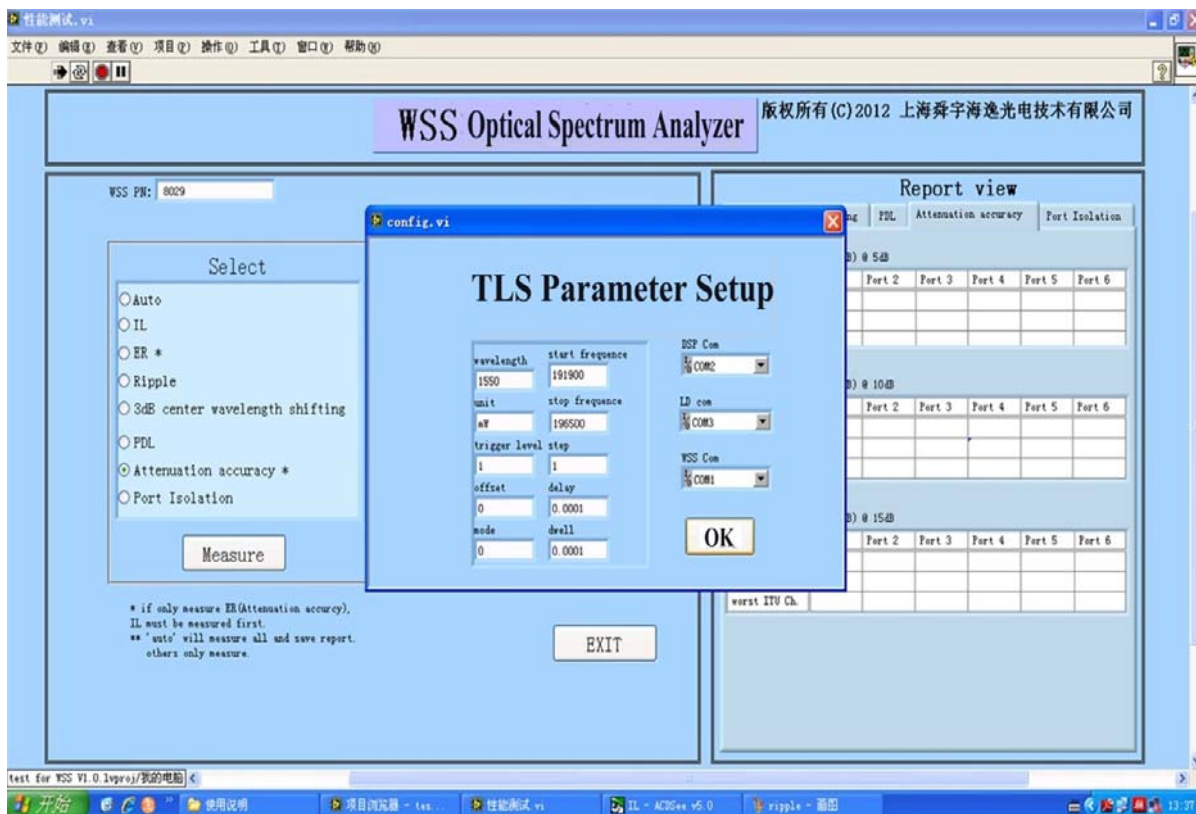 性能测试.vi
文件(F) 编辑(E) 查看(V) 项目(P) 操作(O) 工具(T) 窗口(W) 帮助(H)
WSS Optical Spectrum Analyzer
版权所有(C)2012 上海舜宇海逸光电技术有限公司
WSS PN: 8029
Select
Auto
IL
ER *
Ripple
3dB center wavelength shifting
PDL
Attenuation accuracy *
Port Isolation
Measure
* if only measure ER(Attenuation accurcy),
IL must be measured first.
** 'auto' will measure all and save report.
others only measure.
EXIT
config.vi
TLS Parameter Setup
wavelength start frequence
1550 191900
unit stop frequence
mW 196500
trigger level step
1 1
offset delay
0 0.0001
mode dwell
0 0.0001
DSP Com
COM2
LD com
COM3
WSS Com
COM1
OK
Report view
ng PDL Attenuation accuracy Port Isolation
B) @ 5dB
Port 2 Port 3 Port 4 Port 5 Port 6
B) @ 10dB
Port 2 Port 3 Port 4 Port 5 Port 6
B) @ 15dB
Port 2 Port 3 Port 4 Port 5 Port 6
worst ITU Ch.
test for WSS V1.0.lvproj/我的电脑
开始 使用说明 项目浏览器 - tes... 性能测试.vi IL - ACDSee v5.0 ripple - 画图 13:37